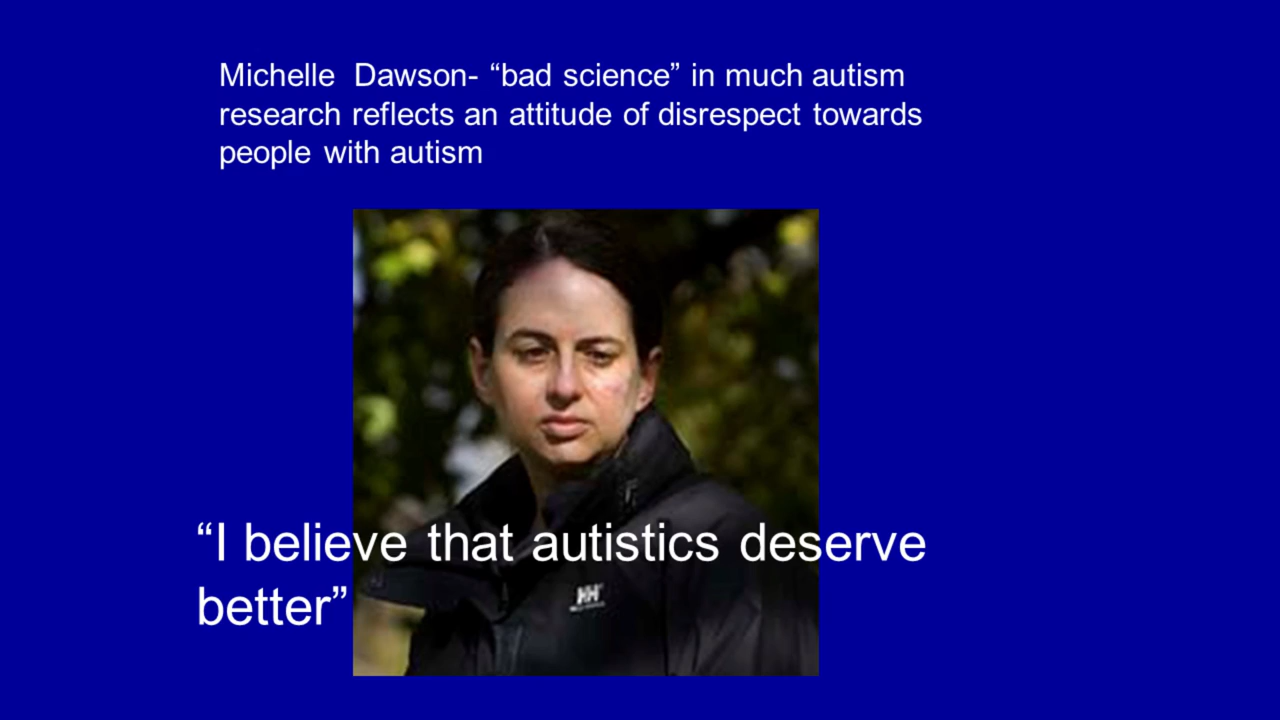 Michelle Dawson- “bad science” in much autism
research reflects an attitude of disrespect towards
people with autism
HH
“I believe that autistics deserve
better”